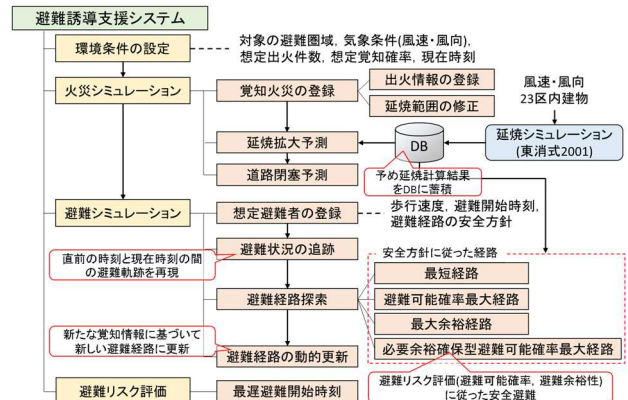 避難誘導支援システム
環境条件の設定
対象の避難圏域，気象条件(風速・風向)
想定出火件数，想定覚知確率，現在時刻
火災シミュレーション
覚知火災の登録
出火情報の登録
延焼範囲の修正
風速・風向
23区内建物
延焼拡大予測
DB
延焼シミュレーション
(東消式2001)
道路閉塞予測
予め延焼計算結果
をDBに蓄積
避難シミュレーション
想定避難者の登録
歩行速度，避難開始時刻，
避難経路の安全方針
直前の時刻と現在時刻の間
の避難軌跡を再現
避難状況の追跡
安全方針に従った経路
最短経路
避難経路探索
避難可能確率最大経路
最大余裕経路
新たな覚知情報に基づいて
新しい避難経路に更新
避難経路の動的更新
必要余裕確保型避難可能確率最大経路
避難リスク評価
最遅避難開始時刻
避難リスク評価(避難可能確率，避難余裕性)
に従った安全避難